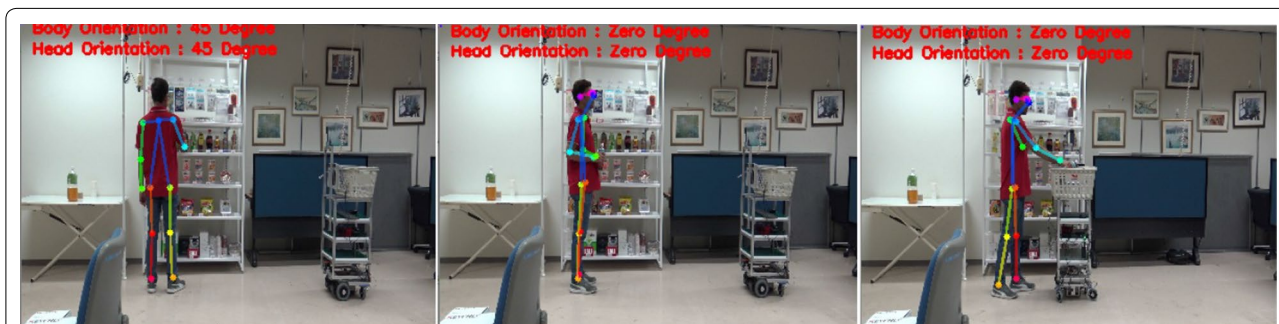 Body Orientation : 45 Degree
Head Orientation : 45 Degree
Body Orientation : Zero Degree
Head Orientation : Zero Degree
Body Orientation : Zero Degree
Head Orientation : Zero Degree